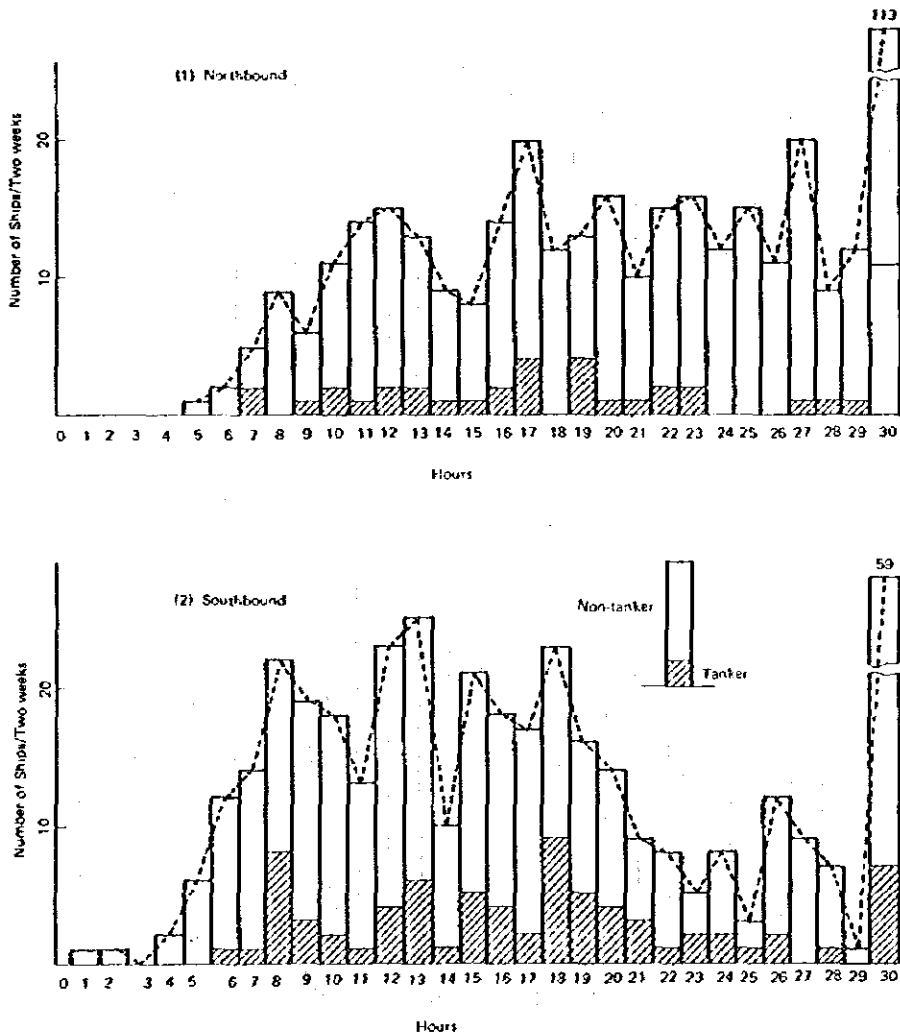 113
(1) Northbound
Number of Ships/Two weeks
20
10
0 1 2 3 4 5 6 7 8 9 10 11 12 13 14 15 16 17 18 19 20 21 22 23 24 25 26 27 28 29 30
Hours
59
(2) Southbound
Non-tanker
Tanker
Number of Ships/Two weeks
20
10
0 1 2 3 4 5 6 7 8 9 10 11 12 13 14 15 16 17 18 19 20 21 22 23 24 25 26 27 28 29 30
Hours